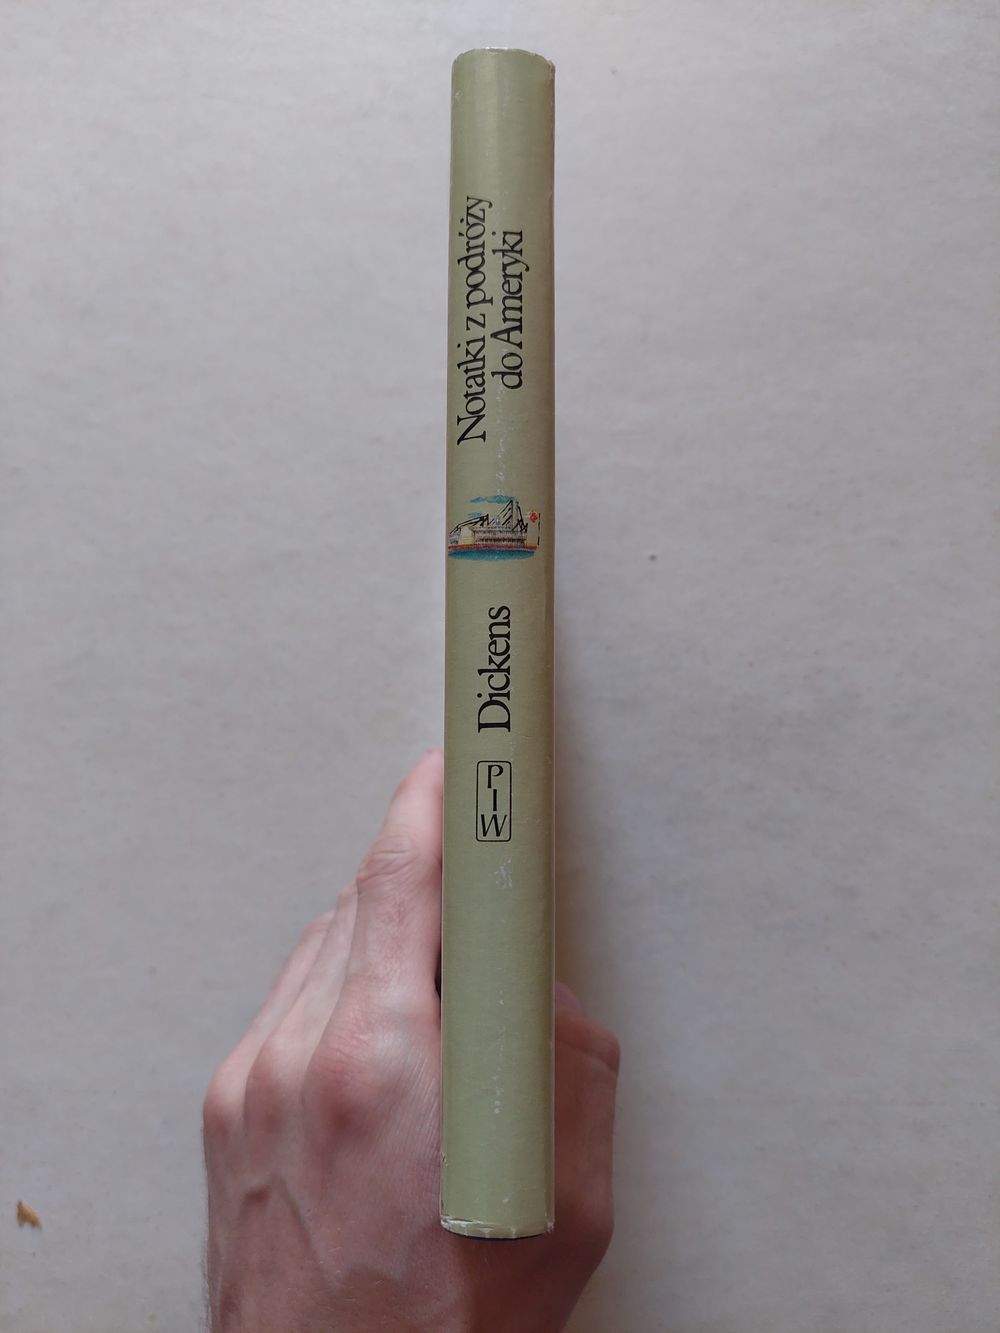 Notatki z podróży
do Ameryki
Dickens
P
I
W